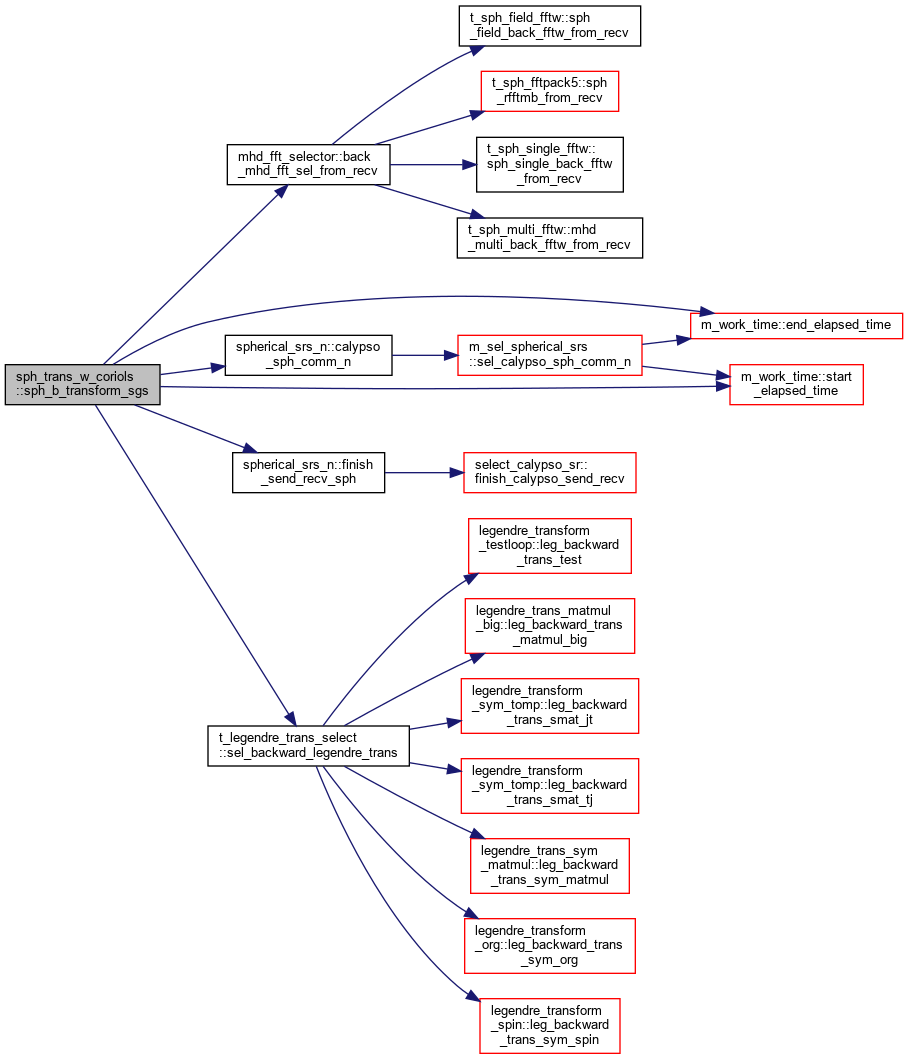 t_sph_field_fftw::sph
_field_back_fftw_from_recv
t_sph_fftpack5::sph
_rfftmb_from_recv
mhd_fft_selector::back
_mhd_fft_sel_from_recv
t_sph_single_fftw::
sph_single_back_fftw
_from_recv
t_sph_multi_fftw::mhd
_multi_back_fftw_from_recv
m_work_time::end_elapsed_time
spherical_srs_n::calypso
_sph_comm_n
m_sel_spherical_srs
::sel_calypso_sph_comm_n
sph_trans_w_coriols
::sph_b_transform_sgs
m_work_time::start
_elapsed_time
spherical_srs_n::finish
_send_recv_sph
select_calypso_sr::
finish_calypso_send_recv
legendre_transform
_testloop::leg_backward
_trans_test
legendre_trans_matmul
_big::leg_backward_trans
_matmul_big
legendre_transform
_sym_tomp::leg_backward
_trans_smat_jt
t_legendre_trans_select
::sel_backward_legendre_trans
legendre_transform
_sym_tomp::leg_backward
_trans_smat_tj
legendre_trans_sym
_matmul::leg_backward
_trans_sym_matmul
legendre_transform
_org::leg_backward_trans
_sym_org
legendre_transform
_spin::leg_backward
_trans_sym_spin